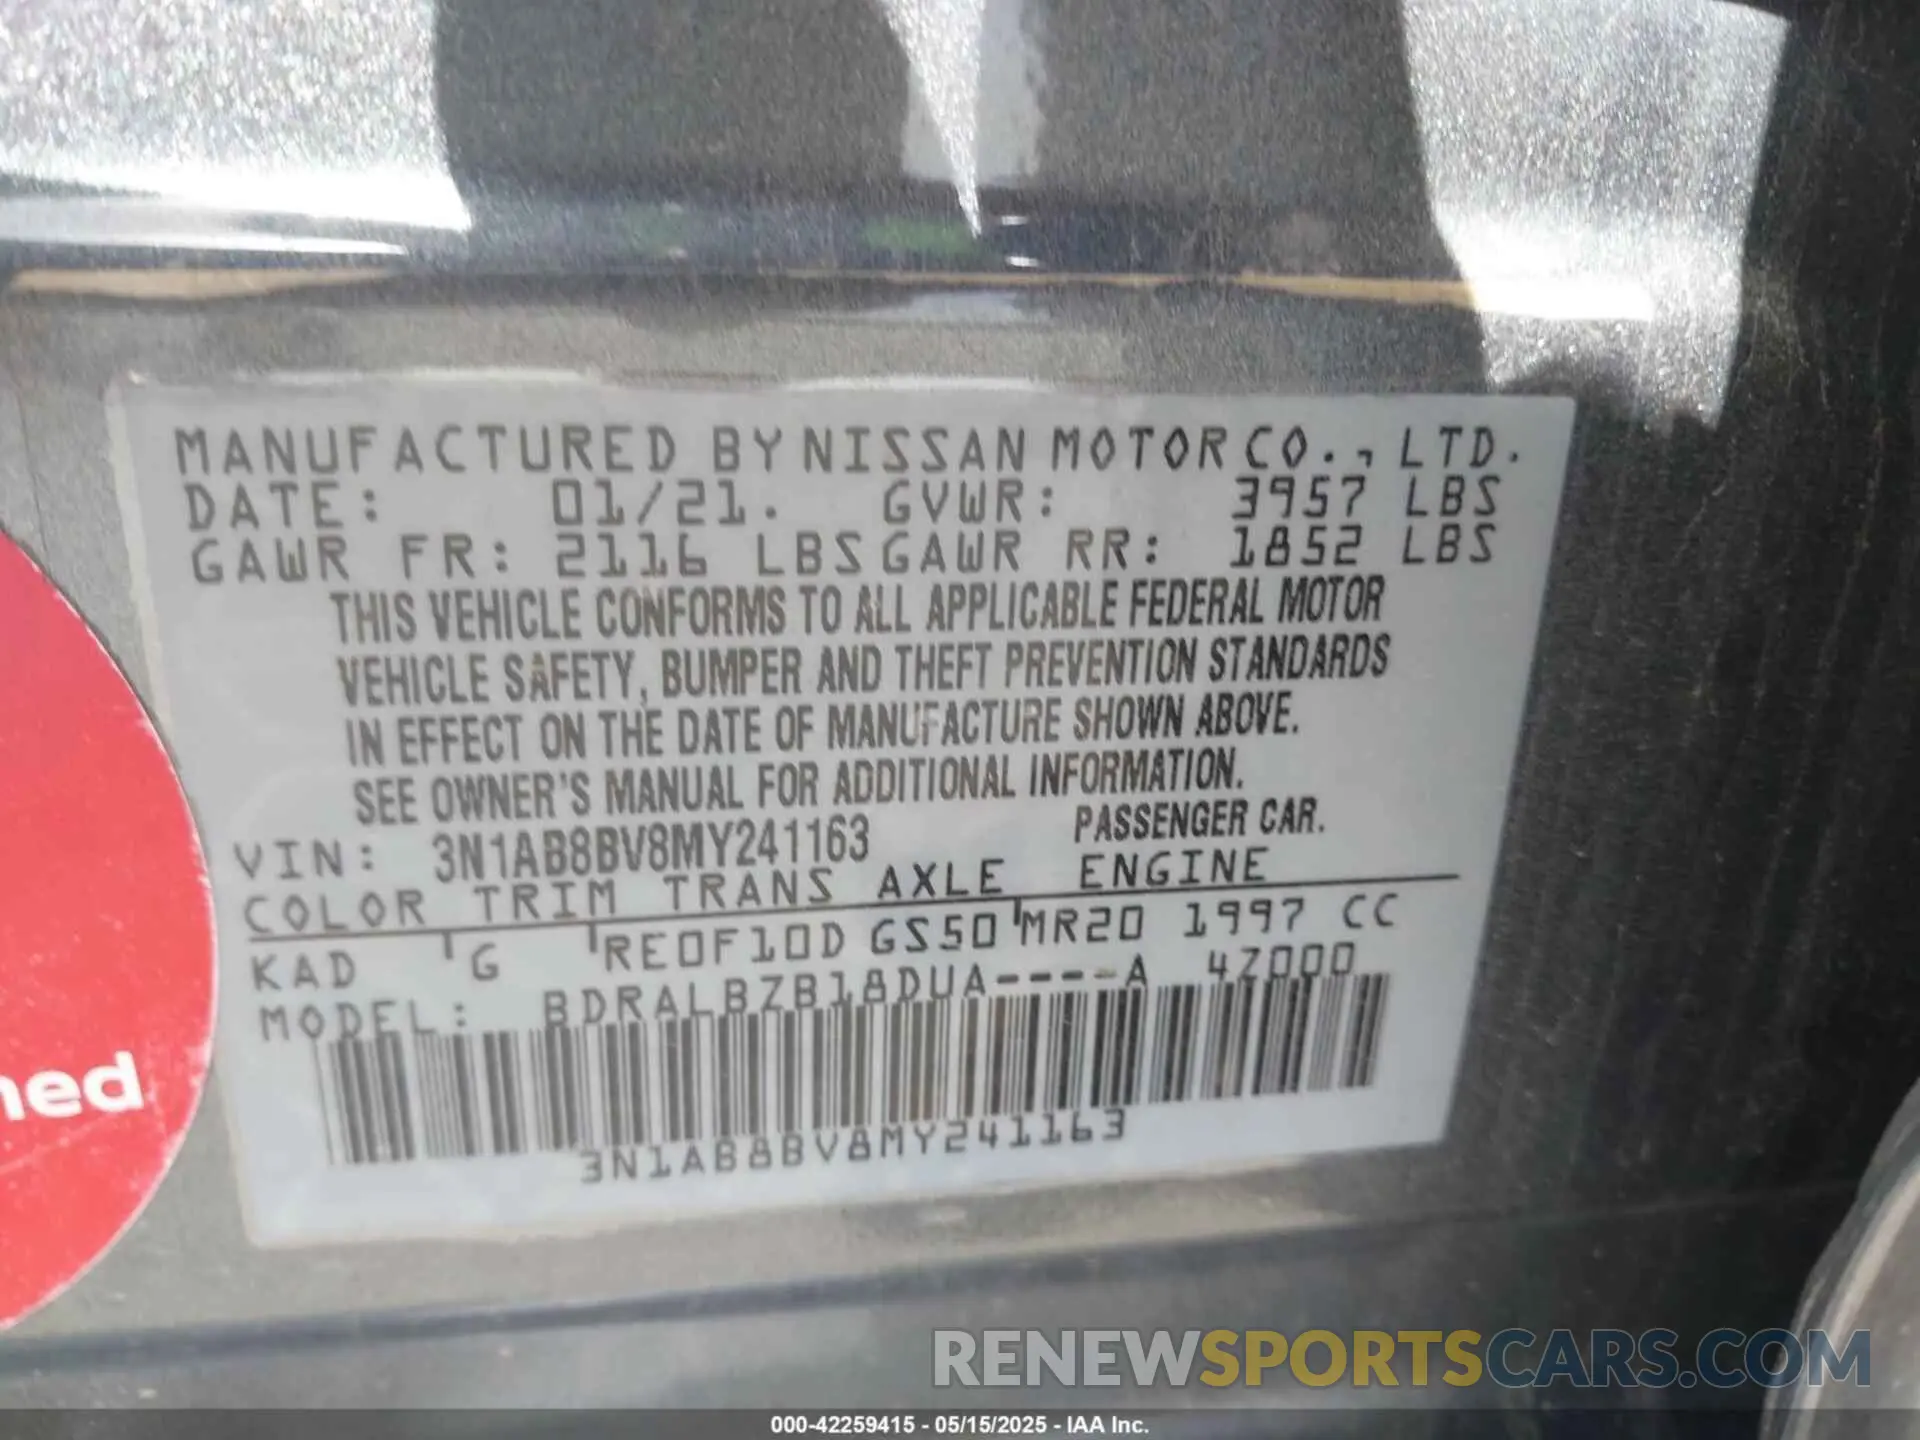 MANUFACTURED BY NISSAN MOTOR CO., LTD.
DATE: 01/21. GVWR: 3957 LBS
GAWR FR: 2116 LBS GAWR RR: 1852 LBS
THIS VEHICLE CONFORMS TO ALL APPLICABLE FEDERAL MOTOR
VEHICLE SAFETY, BUMPER AND THEFT PREVENTION STANDARDS
IN EFFECT ON THE DATE OF MANUFACTURE SHOWN ABOVE.
SEE OWNER'S MANUAL FOR ADDITIONAL INFORMATION.
VIN: 3N1AB8BV8MY241163 PASSENGER CAR.
COLOR TRIM TRANS AXLE ENGINE
KAD G RE0F10D GS50 MR20 1997 CC
MODEL: BDRALBZB18DUA----A 4Z000
3N1AB8BV8MY241163
ned
RENEWSPORTSCARS.COM
000-42259415 - 05/15/2025 - IAA Inc.